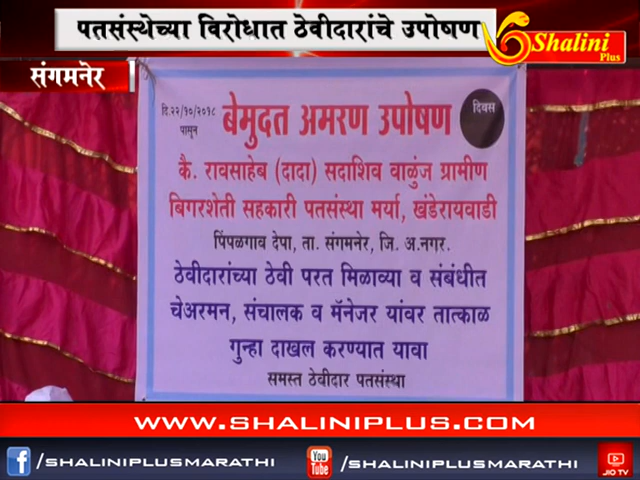 पतसंस्थेच्या विरोधात ठेवीदारांचे उपोषण
Shalini
Plus
संगमनेर
दि.२२/१०/२०१८
पासून
बेमुदत अमरण उपोषण
दिवस
कै. रावसाहेब (दादा) सदाशिव वाळुंज ग्रामीण
बिगरशेती सहकारी पतसंस्था मर्या, खंडेरायवाडी
पिंपळगाव देपा, ता. संगमनेर, जि. अ.नगर.
ठेवीदारांच्या ठेवी परत मिळाव्या व संबंधीत
चेअरमन, संचालक व मॅनेजर यांवर तात्काळ
गुन्हा दाखल करण्यात यावा
समस्त ठेवीदार पतसंस्था
WWW.SHALINIPLUS.COM
f /SHALINIPLUSMARATHI
You Tube /SHALINIPLUSMARATHI
JIO TV